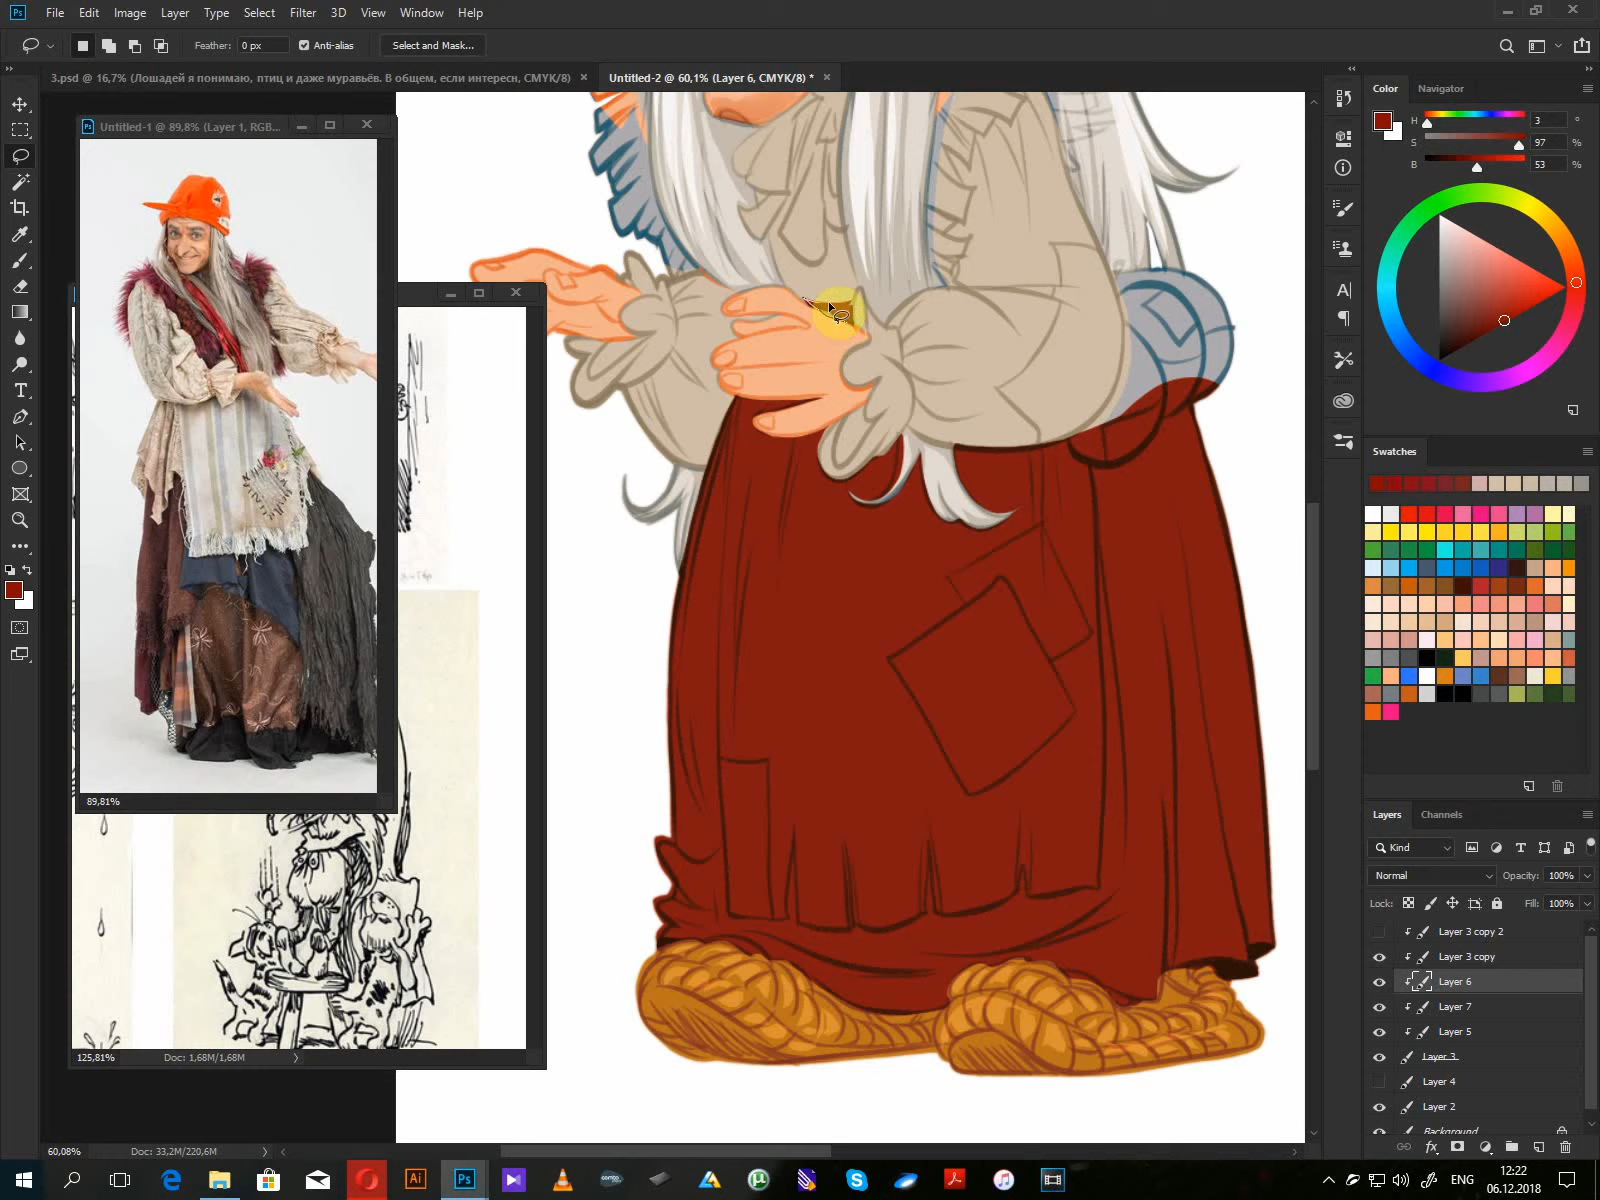 Ps File Edit Image Layer Type Select Filter 3D View Window Help
Feather: 0 px Anti-alias Select and Mask...
3.psd @ 16,7% (Лошадей я понимаю, птиц и даже муравьёв. В общем, если интересн, CMYK/8) × Untitled-2 @ 60,1% (Layer 6, CMYK/8) * ×
Color Navigator
Ps Untitled-1 @ 89,8% (Layer 1, RGB...
H 3 °
S 97 %
B 53 %
Swatches
89,81%
Layers Channels
Kind
Normal Opacity: 100%
Lock: Fill: 100%
Layer 3 copy 2
Layer 3 copy
Layer 6
Layer 7
Layer 5
Layer 3
Layer 4
Layer 2
Background
125,81% Doc: 1,68M/1,68M
60,08% Doc: 33,2M/220,6M
Ai Ps ENG 12:22
06.12.2018